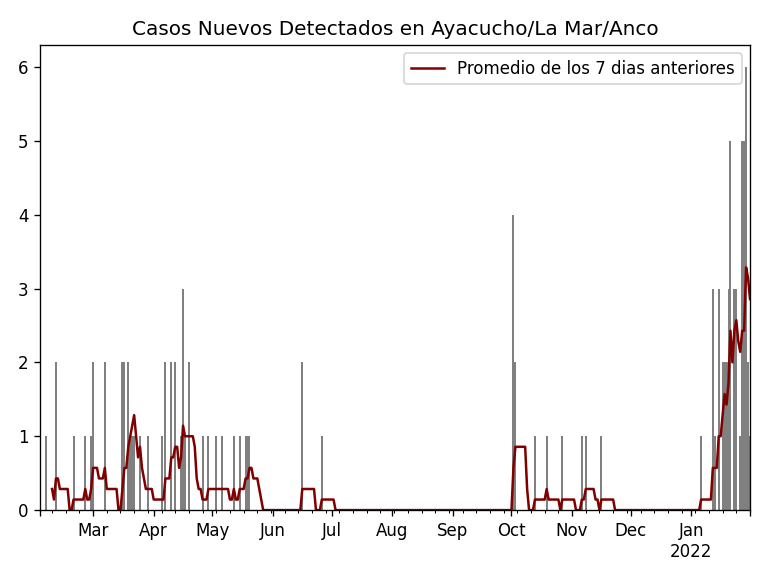 Casos Nuevos Detectados en Ayacucho/La Mar/Anco
Promedio de los 7 dias anteriores
6
5
4
3
2
1
0
Mar Apr May Jun Jul Aug Sep Oct Nov Dec Jan
2022